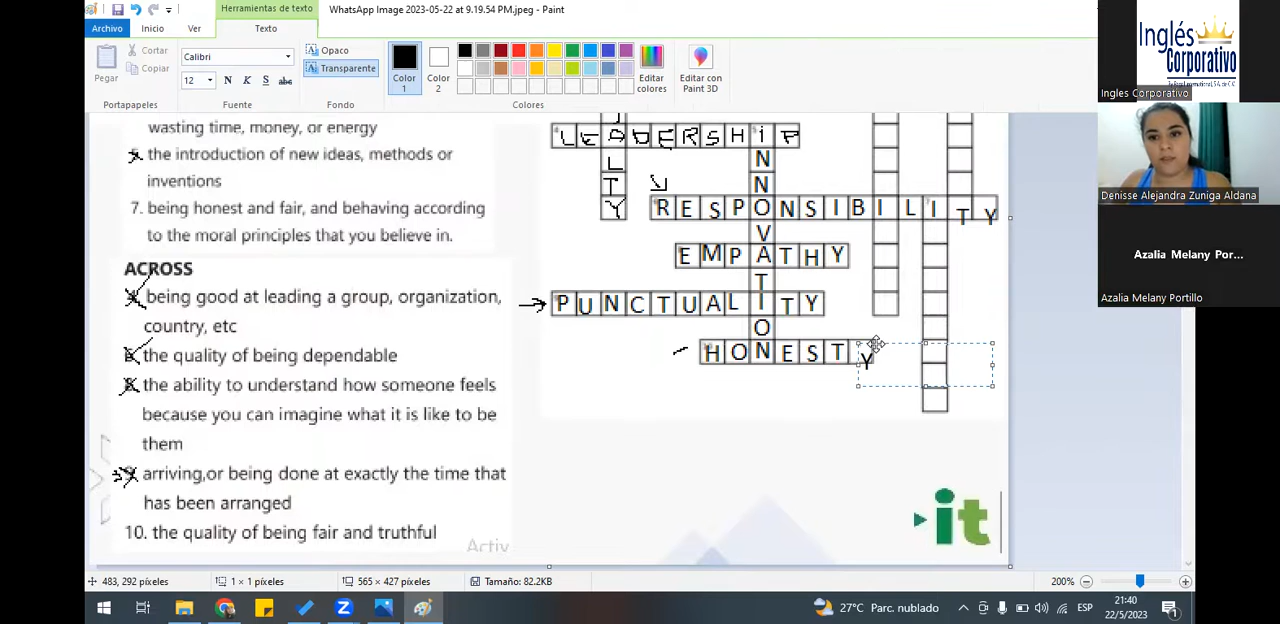 Herramientas de texto
WhatsApp Image 2023-05-22 at 9.19.54 PM.jpeg - Paint
Archivo Inicio Ver Texto
Pegar
Cortar
Copiar
Portapapeles
Calibri
12 N K S abc
Fuente
Opaco
Transparente
Fondo
Color 1
Color 2
Editar colores
Editar con Paint 3D
Colores
Inglés
Corporativo
Ingles Corporativo
Denisse Alejandra Zuniga Aldana
Azalia Melany Por...
Azalia Melany Portillo
wasting time, money, or energy
the introduction of new ideas, methods or
inventions
7. being honest and fair, and behaving according
to the moral principles that you believe in.
ACROSS
being good at leading a group, organization,
country, etc
the quality of being dependable
the ability to understand how someone feels
because you can imagine what it is like to be
them
arriving,or being done at exactly the time that
has been arranged
10. the quality of being fair and truthful
Activ
LEADERSHIP
LTY
INNOVATION
RESPONSIBILITY
EMPATHY
PUNCTUALITY
HONESTY
it
483, 292 píxeles
1 × 1 píxeles
565 × 427 píxeles
Tamaño: 82.2KB
200%
27°C Parc. nublado
ESP
21:40
22/5/2023
1